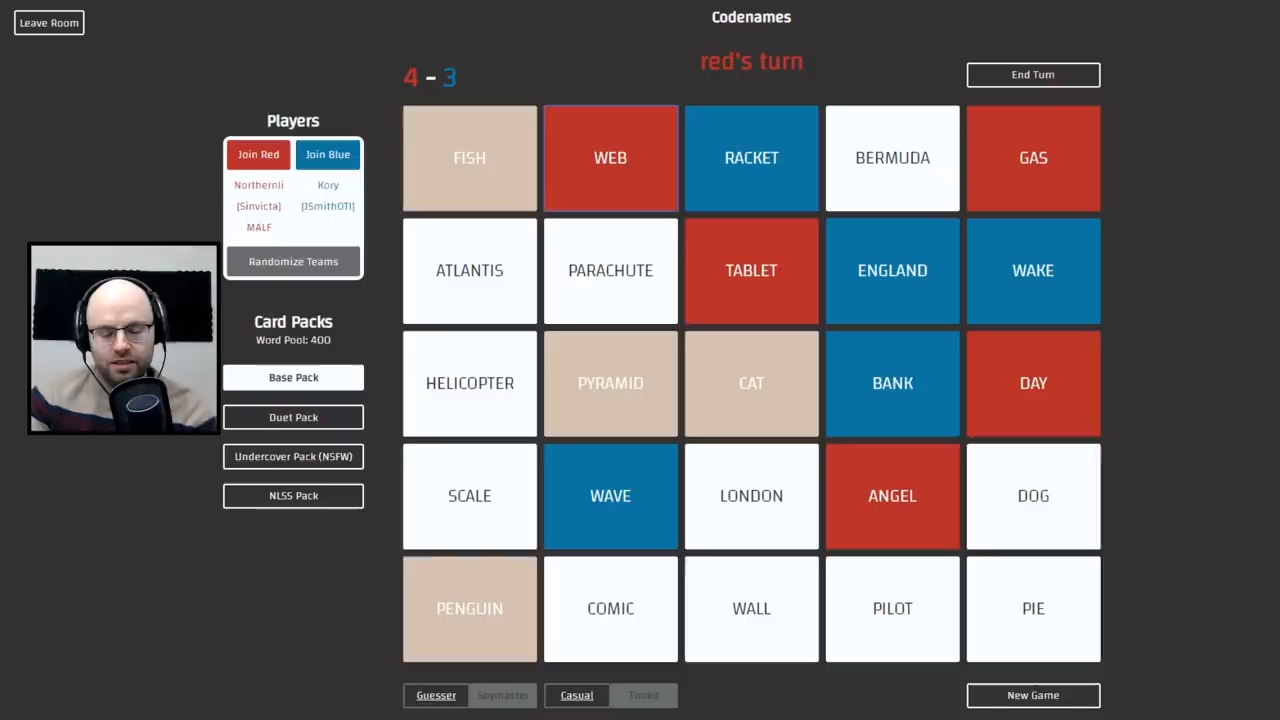 Leave Room
Codenames
red's turn
4 - 3
End Turn
Players
Join Red
Join Blue
Northernli
Kory
[Sinvicta]
[JSmithOTI]
MALF
Randomize Teams
Card Packs
Word Pool: 400
Base Pack
Duet Pack
Undercover Pack (NSFW)
NLSS Pack
FISH
WEB
RACKET
BERMUDA
GAS
ATLANTIS
PARACHUTE
TABLET
ENGLAND
WAKE
HELICOPTER
PYRAMID
CAT
BANK
DAY
SCALE
WAVE
LONDON
ANGEL
DOG
PENGUIN
COMIC
WALL
PILOT
PIE
Guesser
Spymaster
Casual
Timed
New Game